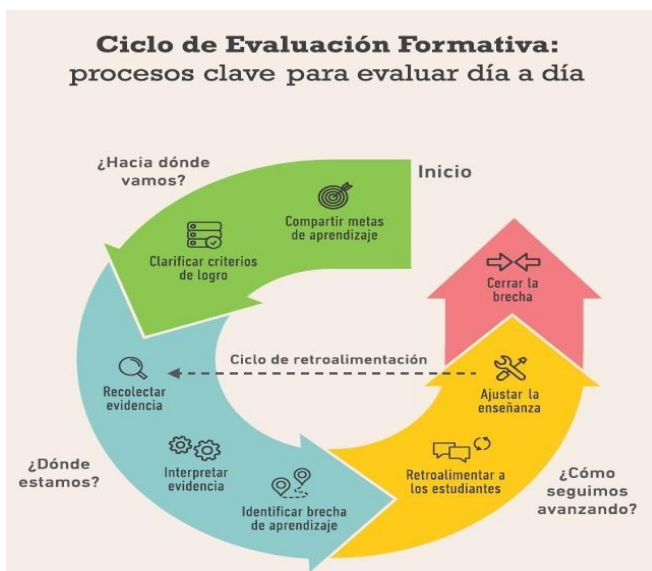 Ciclo de Evaluación Formativa:
procesos clave para evaluar día a día
¿Hacia dónde
vamos?
Inicio
Compartir metas
de aprendizaje
Clarificar criterios
de logro
Cerrar la
brecha
Ciclo de retroalimentación
Recolectar
evidencia
Ajustar la
enseñanza
¿Dónde
estamos?
Interpretar
evidencia
Identificar brecha
de aprendizaje
Retroalimentar a
los estudiantes
¿Cómo
seguimos
avanzando?